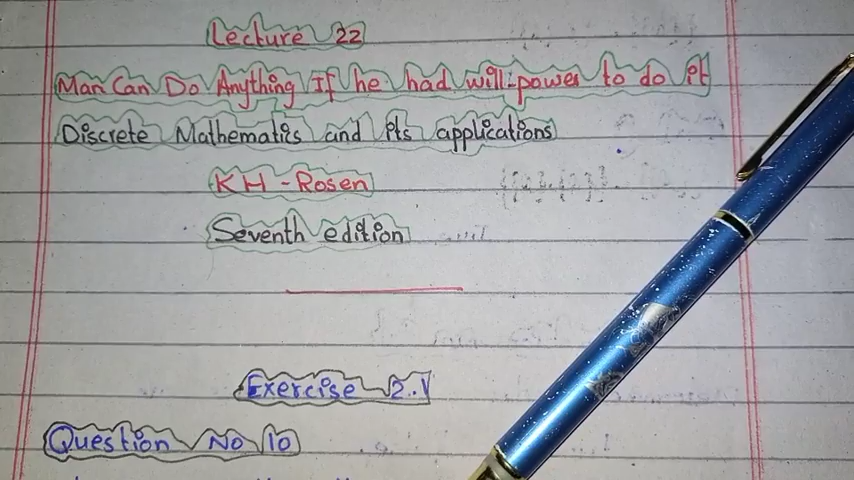 Lecture 22
Man Can Do Anything If he had will-power to do it
Discrete Mathematics and its applications
KH-Rosen
Seventh edition
Exercise 2.1
Question No 10